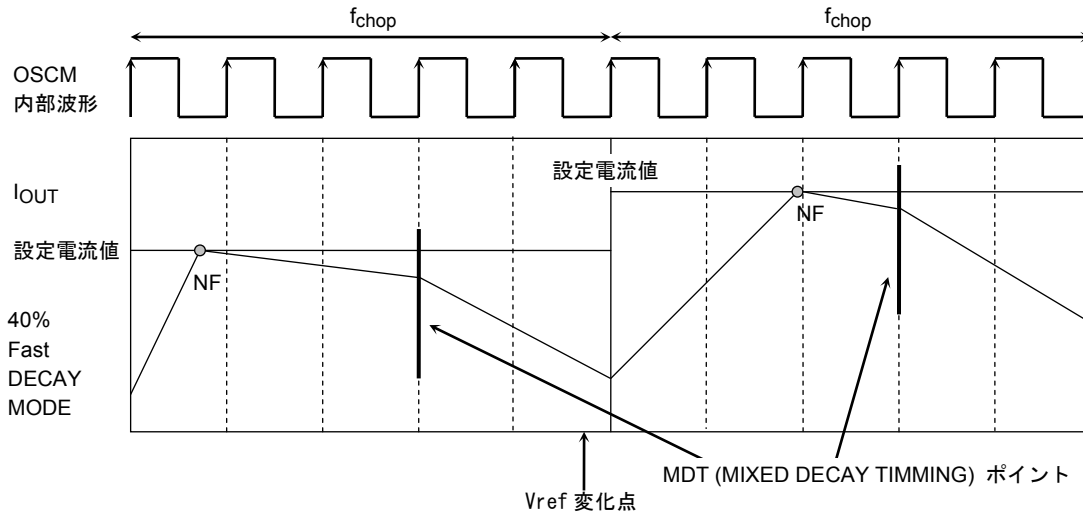 fchop
fchop
OSCM
内部波形
設定電流値
IOUT
NF
設定電流値
NF
40%
Fast
DECAY
MODE
MDT (MIXED DECAY TIMMING) ポイント
Vref 変化点